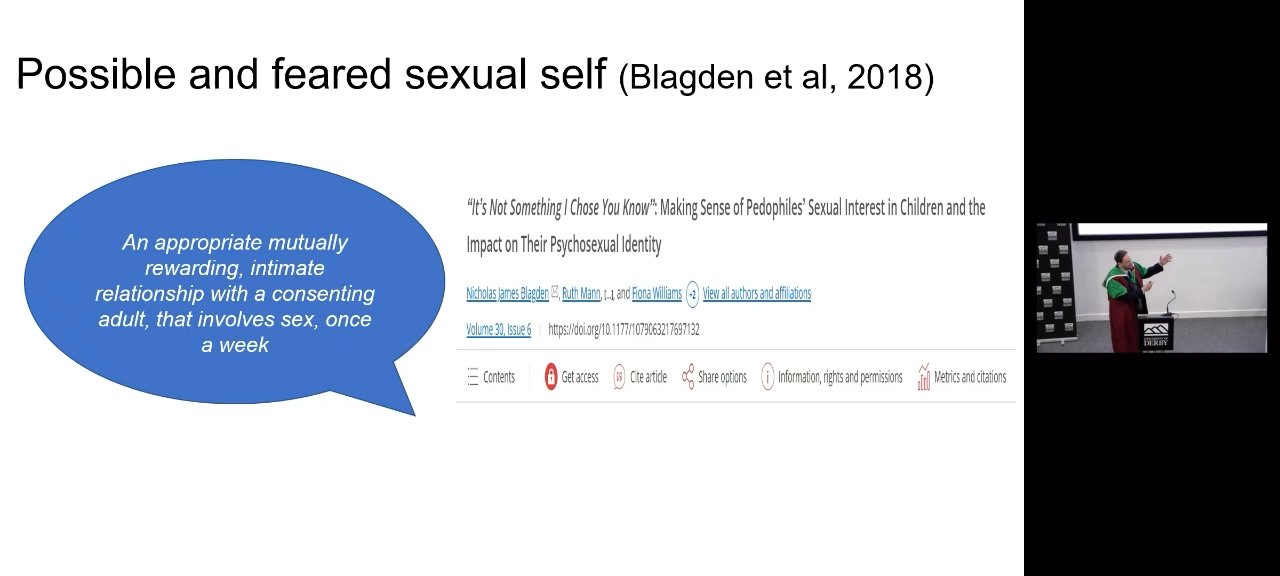 Possible and feared sexual self (Blagden et al, 2018)
An appropriate mutually
rewarding, intimate
relationship with a consenting
adult, that involves sex, once
a week
“It's Not Something I Chose You Know”: Making Sense of Pedophiles’ Sexual Interest in Children and the
Impact on Their Psychosexual Identity
Nicholas James Blagden, Ruth Mann, [...], and Fiona Williams +2 View all authors and affiliations
Volume 30, Issue 6 | https://doi.org/10.1177/1079063217697132
Contents Get access Cite article Share options Information, rights and permissions Metrics and citations
DERBY